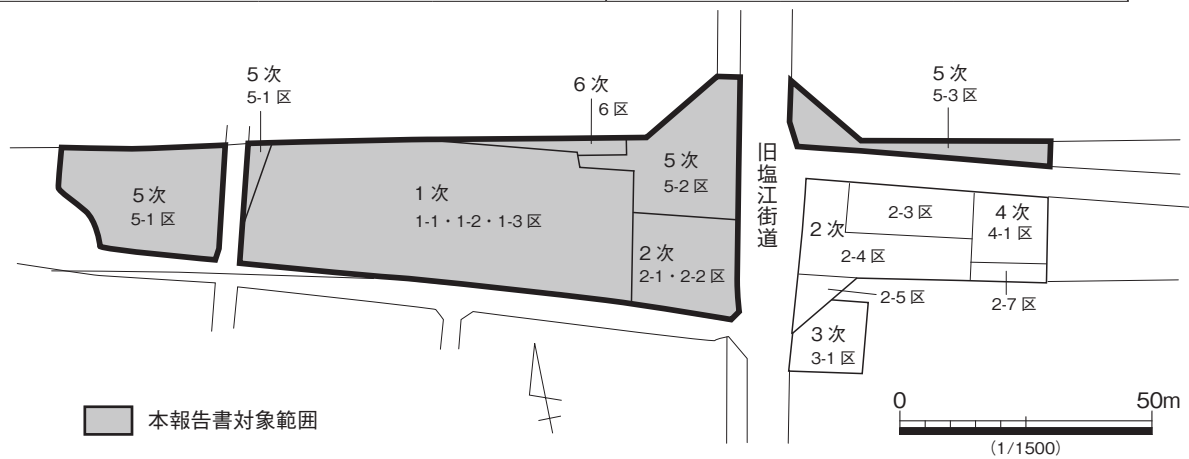 5 次
5-1 区
6 次
6 区
5 次
5-3 区
5 次
5-1 区
1 次
1-1・1-2・1-3 区
5 次
5-2 区
2 次
2-1・2-2 区
旧塩江街道
2 次
2-3 区
2-4 区
4 次
4-1 区
2-5 区
2-7 区
3 次
3-1 区
本報告書対象範囲
0
50m
(1/1500)